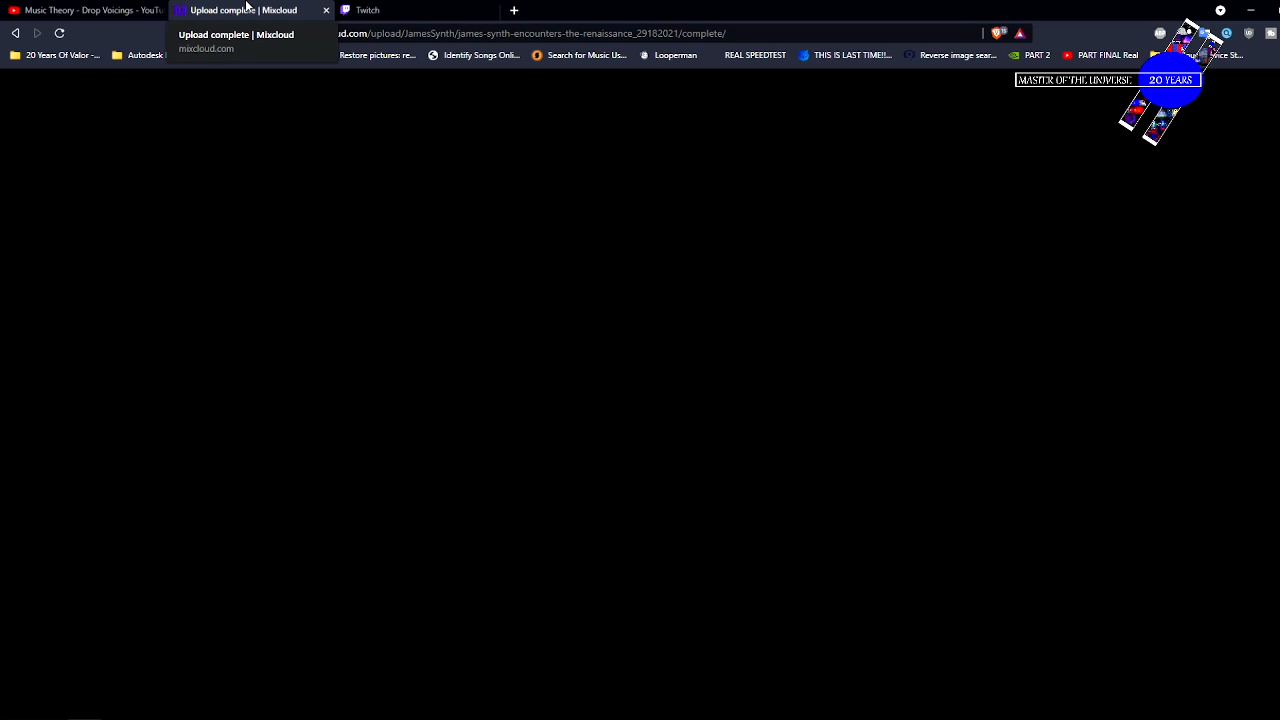 Music Theory - Drop Voicings - YouTu
Upload complete | Mixcloud
Twitch
Upload complete | Mixcloud
mixcloud.com
ud.com/upload/JamesSynth/james-synth-encounters-the-renaissance_29182021/complete/
20 Years Of Valor -...
Autodesk
Restore pictures: re...
Identify Songs Onli...
Search for Music Us...
Looperman
REAL SPEEDTEST
THIS IS LAST TIME!!...
Reverse image sear...
PART 2
PART FINAL Real
MASTER OF THE UNIVERSE
20 YEARS